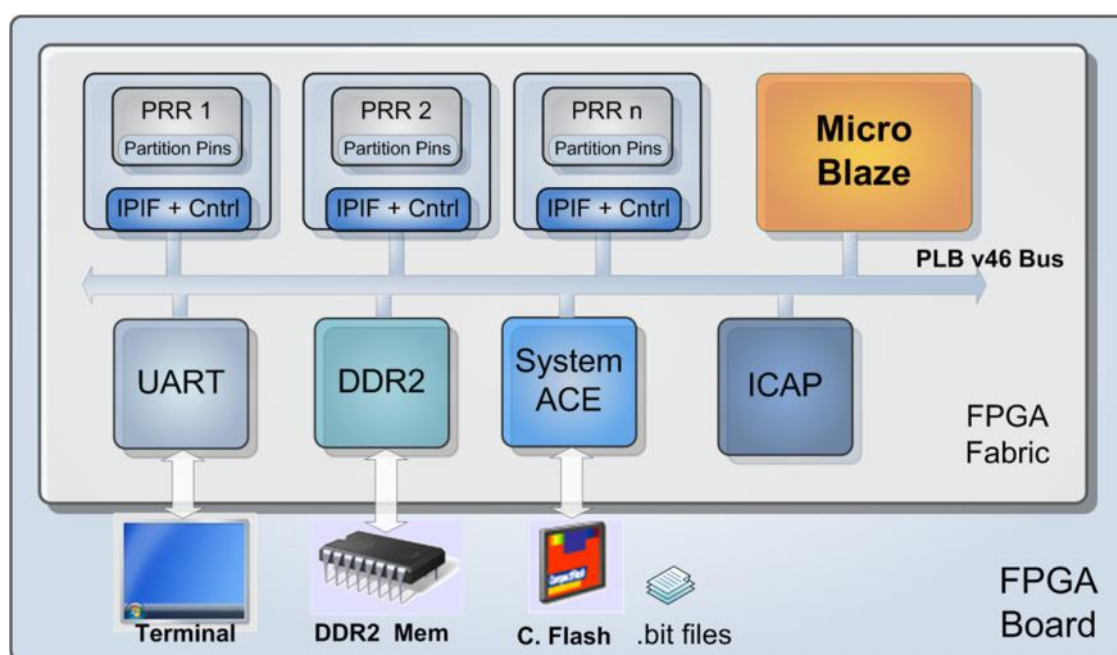 PRR 1
Partition Pins
IPIF + Cntrl
PRR 2
Partition Pins
IPIF + Cntrl
PRR n
Partition Pins
IPIF + Cntrl
Micro
Blaze
PLB v46 Bus
UART
DDR2
System
ACE
ICAP
FPGA
Fabric
CompactFlash
Terminal
DDR2 Mem
C. Flash
.bit files
FPGA
Board